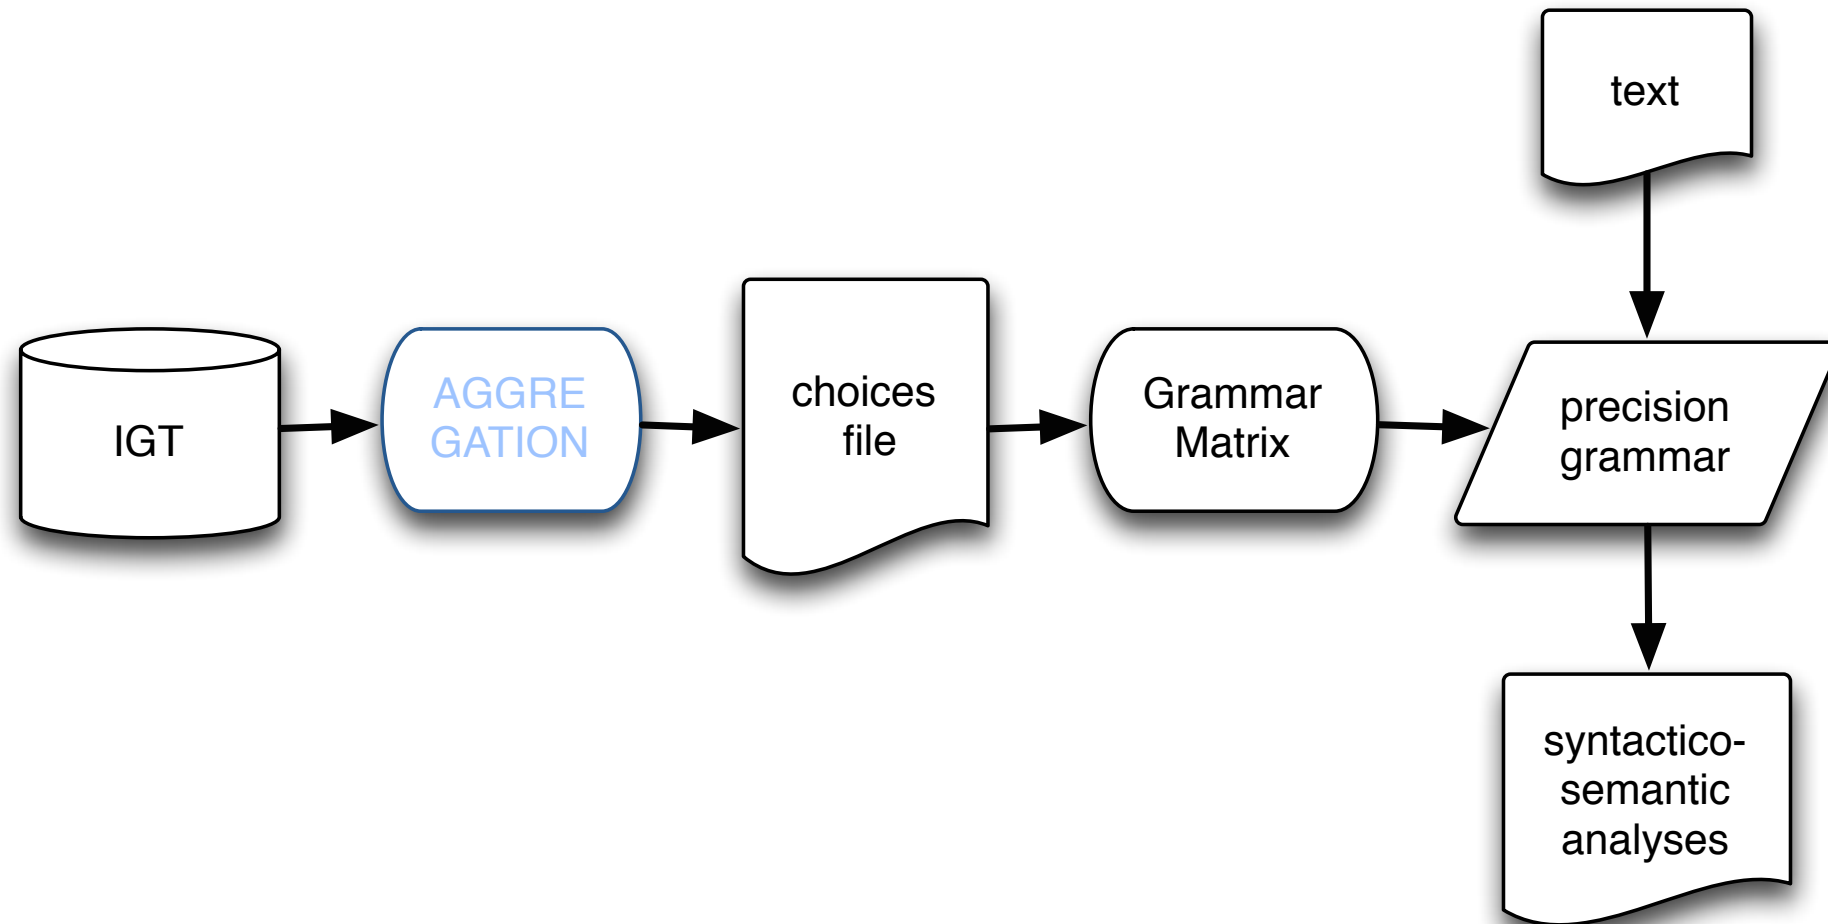 text
IGT
AGGRE
GATION
choices
file
Grammar
Matrix
precision
grammar
syntactico-
semantic
analyses